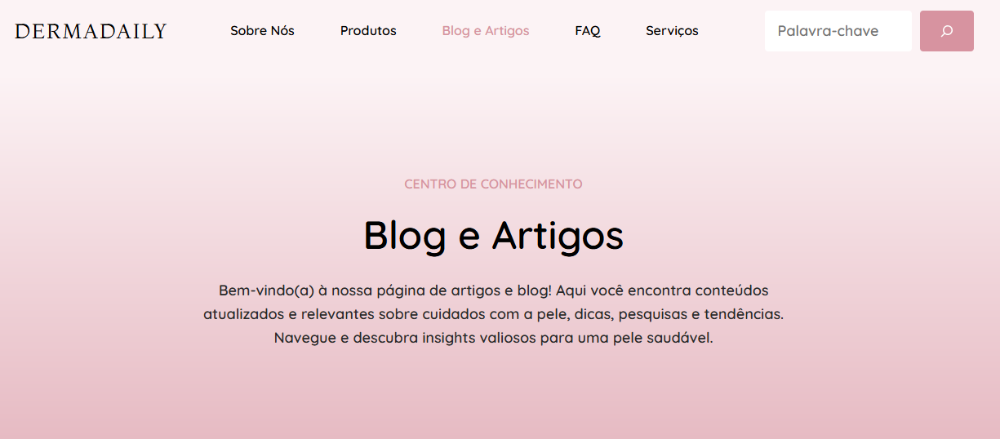 DERMADAILY
Sobre Nós
Produtos
Blog e Artigos
FAQ
Serviços
Palavra-chave
CENTRO DE CONHECIMENTO
Blog e Artigos
Bem-vindo(a) à nossa página de artigos e blog! Aqui você encontra conteúdos
atualizados e relevantes sobre cuidados com a pele, dicas, pesquisas e tendências.
Navegue e descubra insights valiosos para uma pele saudável.